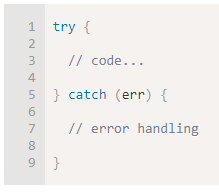 1 try {
2
3 // code...
4
5 } catch (err) {
6
7 // error handling
8
9 }